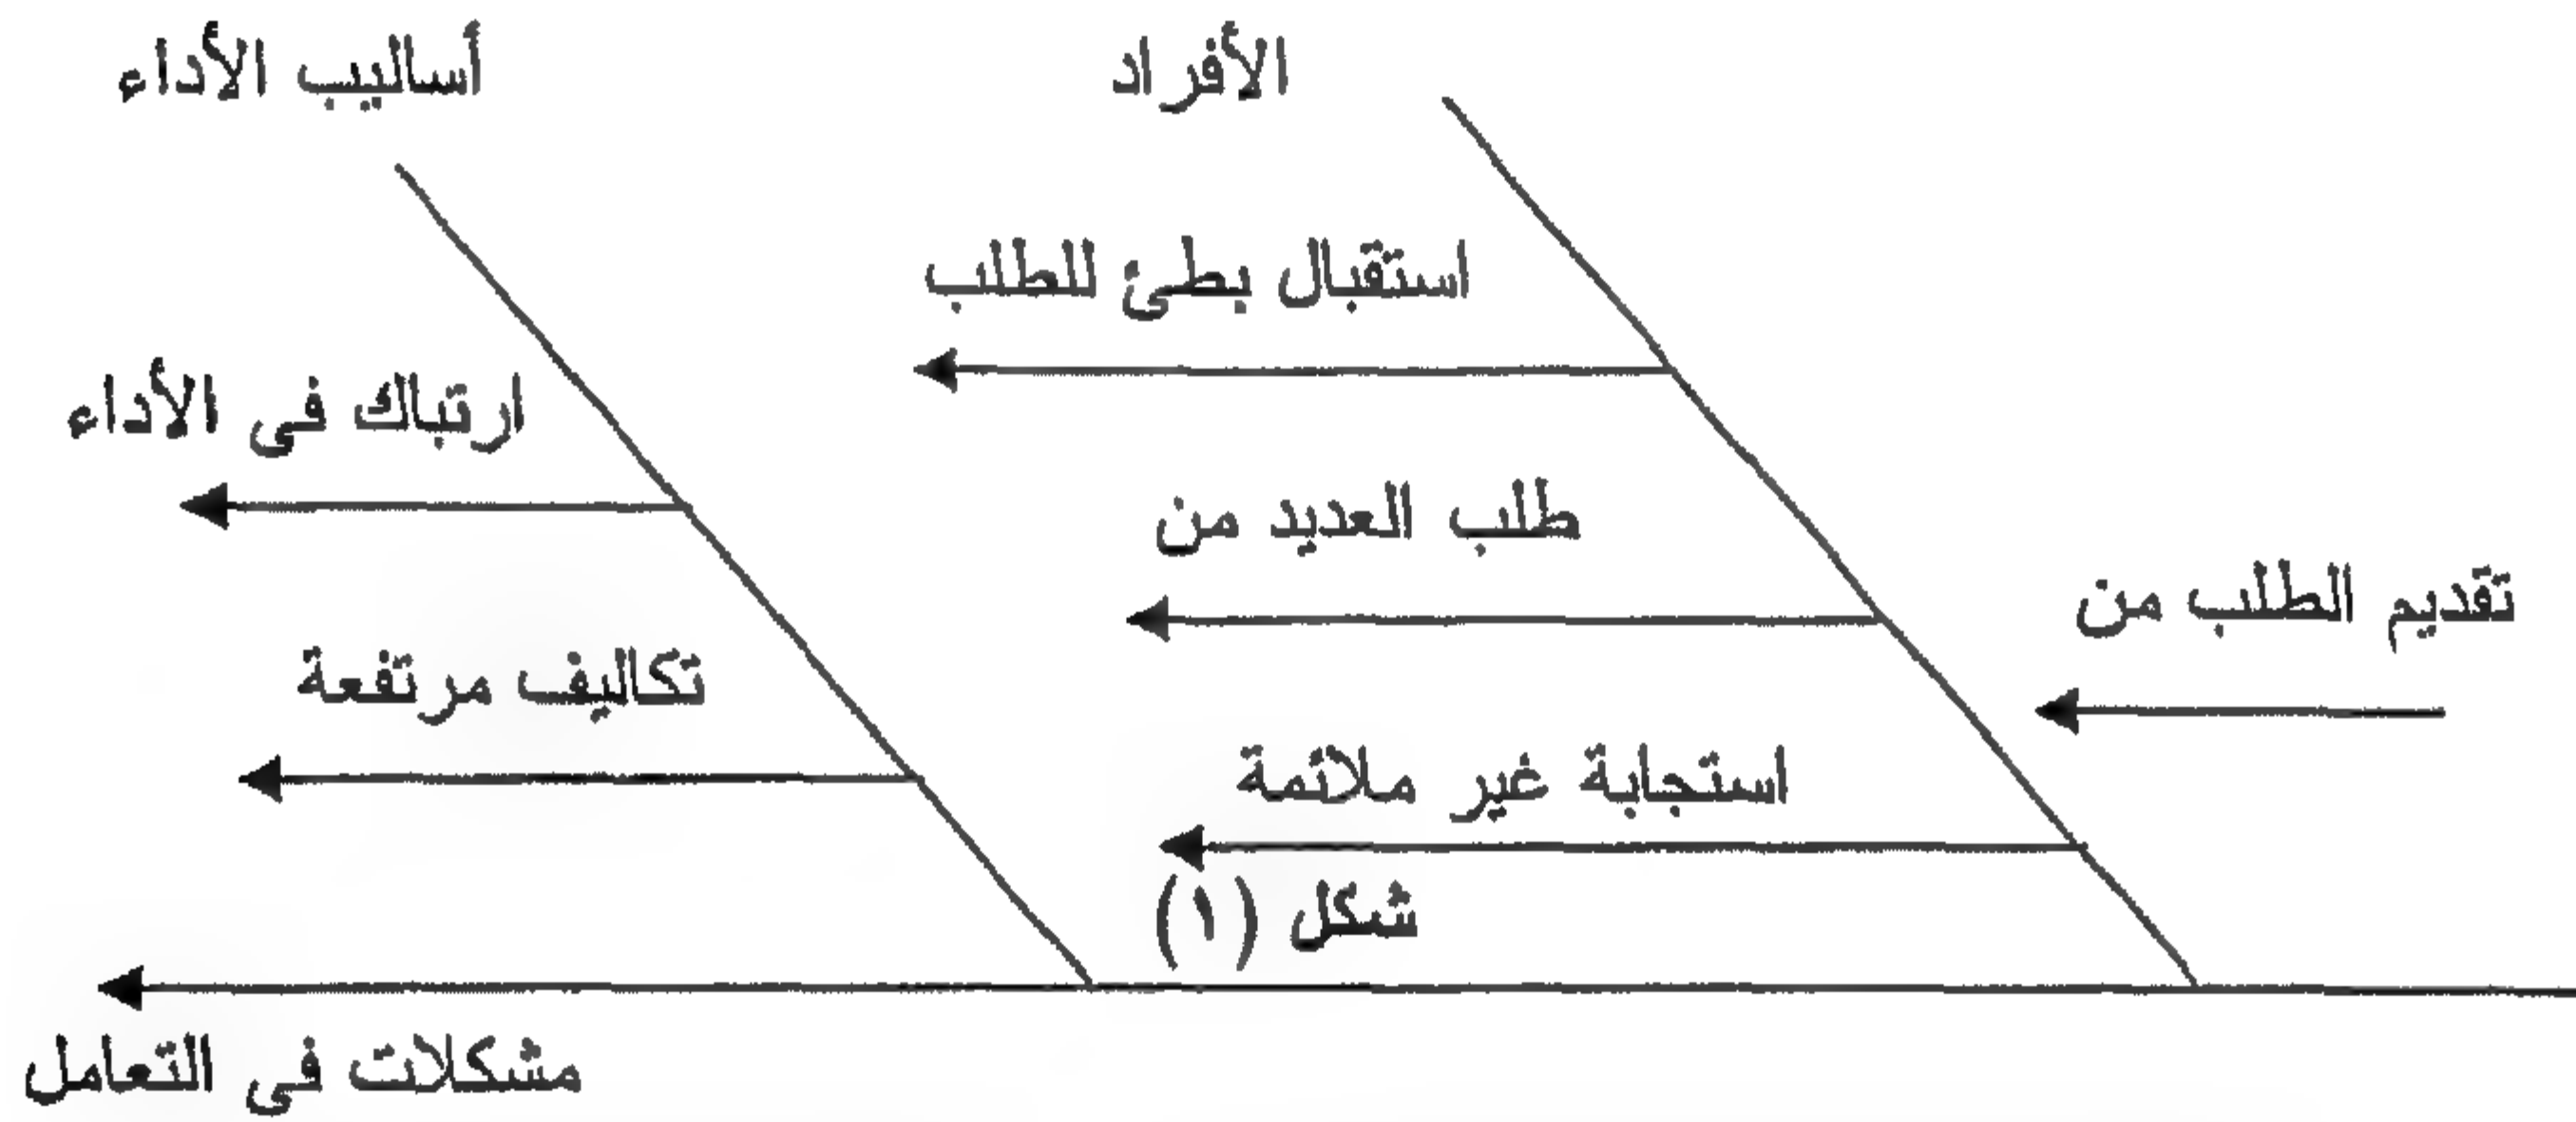 الأفراد
أساليب الأداء
استقبال بطئ للطلب
ارتباك فى الأداء
طلب العديد من
تقديم الطلب من
تكاليف مرتفعة
استجابة غير ملائمة
شكل (١)
مشكلات فى التعامل